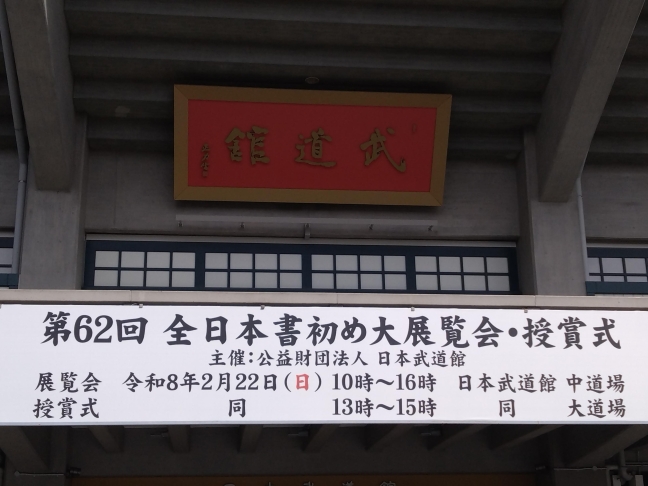 武道館
第62回 全日本書初め大展覧会・授賞式
主催：公益財団法人 日本武道館
展覧会 令和8年2月22日（日）10時～16時 日本武道館 中道場
授賞式 同 13時～15時 同 大道場